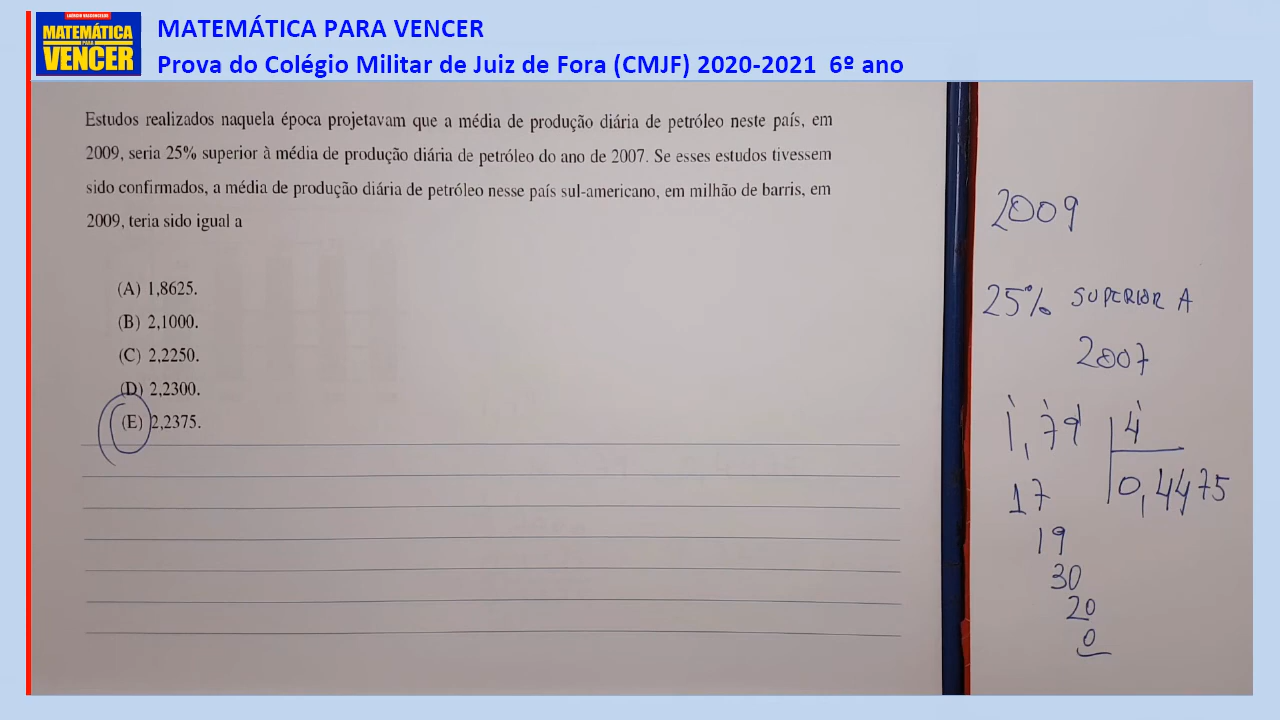 LAÉRCIO VASCONCELOS
MATEMÁTICA
PARA
VENCER
MATEMÁTICA PARA VENCER
Prova do Colégio Militar de Juiz de Fora (CMJF) 2020-2021 6º ano
Estudos realizados naquela época projetavam que a média de produção diária de petróleo neste país, em
2009, seria 25% superior à média de produção diária de petróleo do ano de 2007. Se esses estudos tivessem
sido confirmados, a média de produção diária de petróleo nesse país sul-americano, em milhão de barris, em
2009, teria sido igual a
(A) 1,8625.
(B) 2,1000.
(C) 2,2250.
(D) 2,2300.
(E) 2,2375.
2009
25% SUPERIOR A
2007
1,79 4
17 0,4475
19
30
20
0